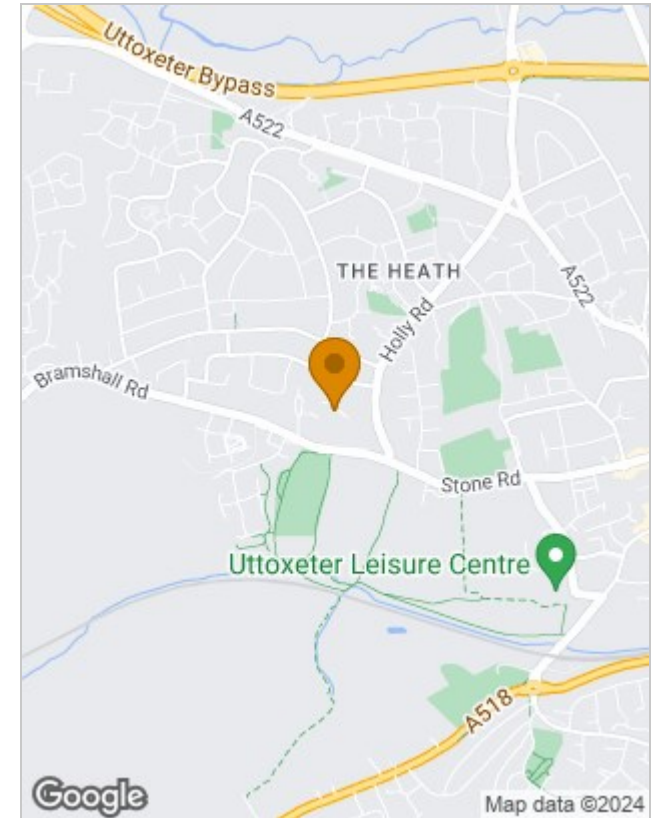 Uttoxeter Bypass
A522
THE HEATH
A522
Holly Rd
Bramshall Rd
Stone Rd
Uttoxeter Leisure Centre
A518
Google
Map data ©2024